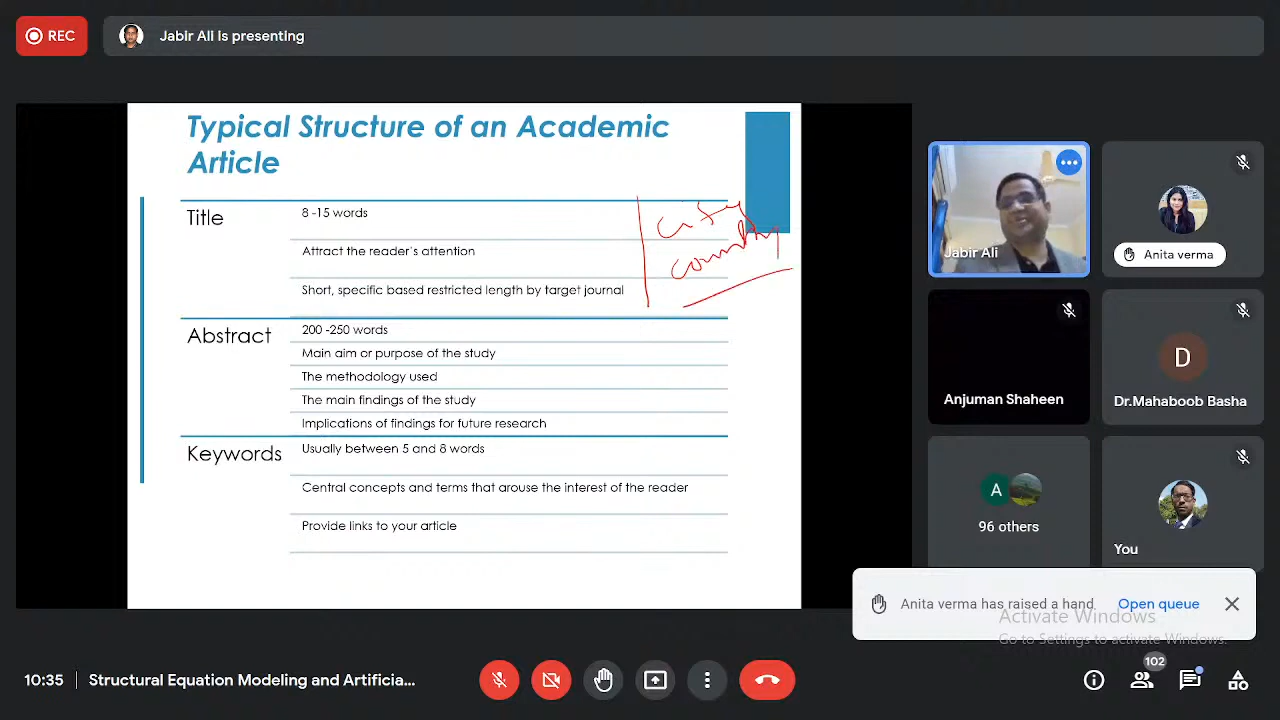 REC
Jabir Ali is presenting
Typical Structure of an Academic
Article
Title
8 -15 words
Attract the reader's attention
Short, specific based restricted length by target journal
city
country
Abstract
200 -250 words
Main aim or purpose of the study
The methodology used
The main findings of the study
Implications of findings for future research
Keywords
Usually between 5 and 8 words
Central concepts and terms that arouse the interest of the reader
Provide links to your article
Jabir Ali
Anita verma
Anjuman Shaheen
D
Dr.Mahaboob Basha
A
96 others
You
Anita verma has raised a hand.
Open queue
Activate Windows
Go to Settings to activate Windows.
10:35
Structural Equation Modeling and Artificia...
102